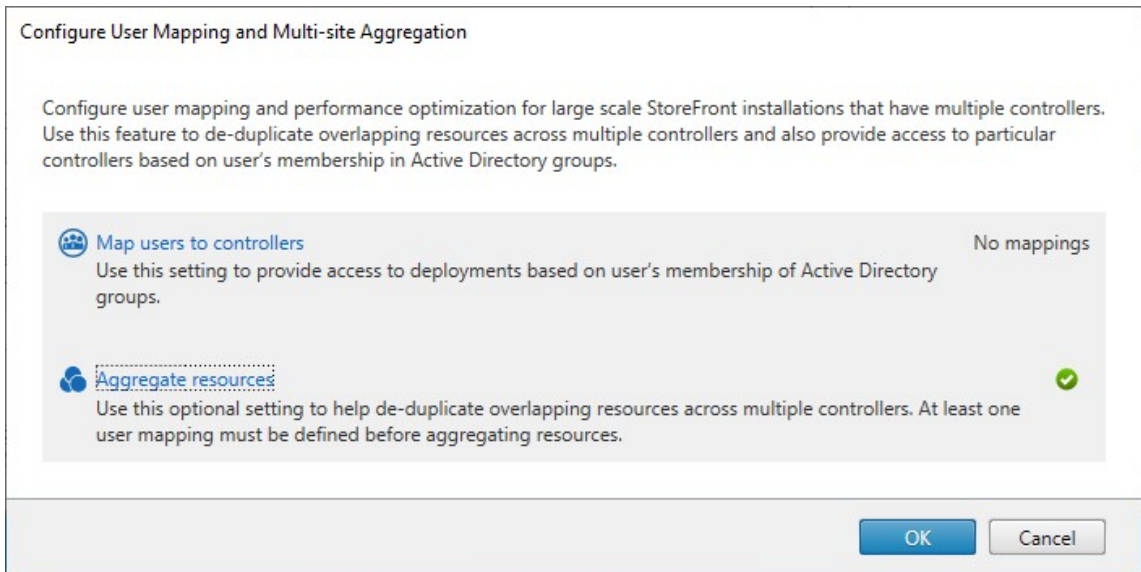 Configure User Mapping and Multi-site Aggregation
Configure user mapping and performance optimization for large scale StoreFront installations that have multiple controllers.
Use this feature to de-duplicate overlapping resources across multiple controllers and also provide access to particular
controllers based on user's membership in Active Directory groups.
Map users to controllers
No mappings
Use this setting to provide access to deployments based on user's membership of Active Directory
groups.
Aggregate resources
Use this optional setting to help de-duplicate overlapping resources across multiple controllers. At least one
user mapping must be defined before aggregating resources.
OK
Cancel